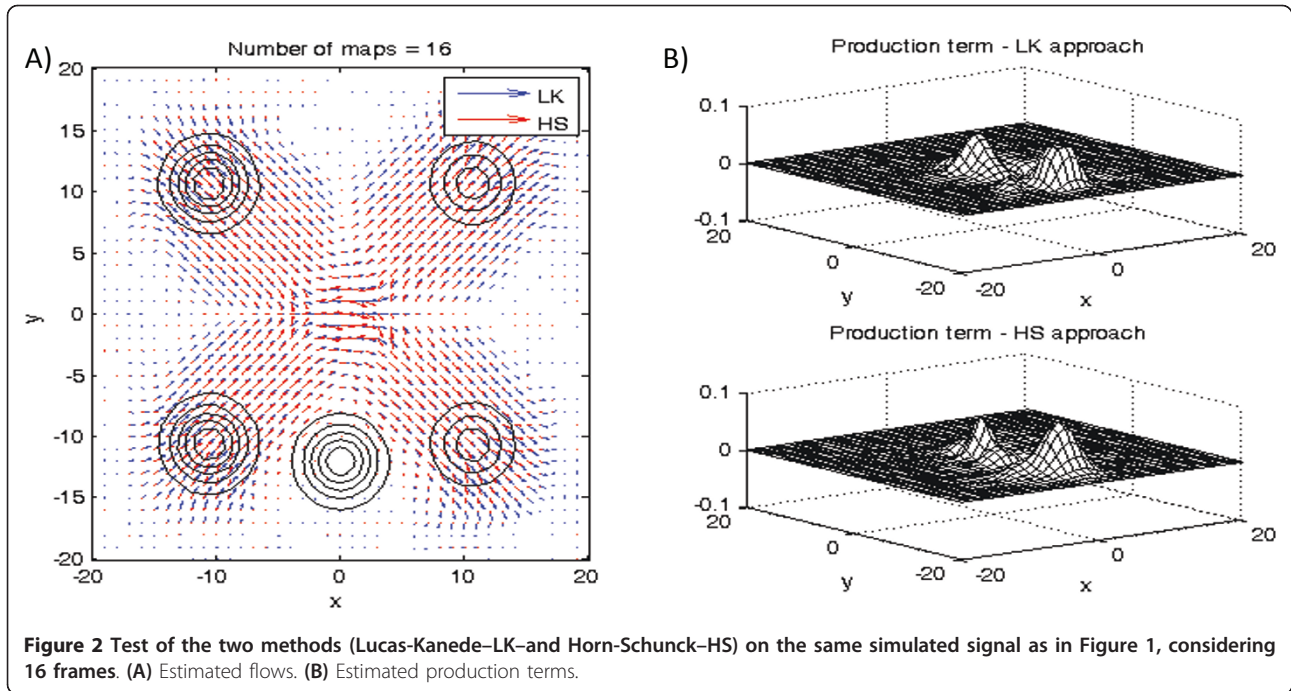 A)
Number of maps = 16
LK
HS
20
15
10
5
0
-5
-10
-15
-20
-20
-10
0
10
20
x
y
B)
Production term - LK approach
0.1
0
-0.1
20
0
-20
y
-20
0
20
x
Production term - HS approach
0.1
0
-0.1
20
0
-20
y
-20
0
20
x
Figure 2 Test of the two methods (Lucas-Kanede–LK–and Horn-Schunck–HS) on the same simulated signal as in Figure 1, considering
16 frames. (A) Estimated flows. (B) Estimated production terms.